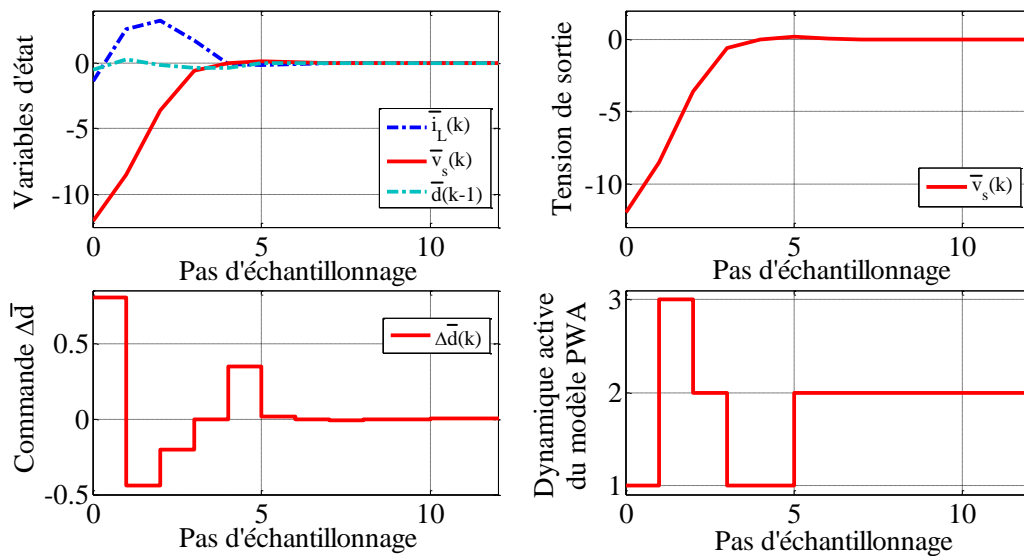 Variables d'état
0
-5
-10
i̅_L(k)
v̅_s(k)
d̅(k-1)
0
5
10
Pas d'échantillonnage
Tension de sortie
0
-5
-10
v̅_s(k)
0
5
10
Pas d'échantillonnage
Commande Δd̅
0.5
0
-0.5
Δd̅(k)
0
5
10
Pas d'échantillonnage
Dynamique active
du modèle PWA
3
2
1
0
5
10
Pas d'échantillonnage